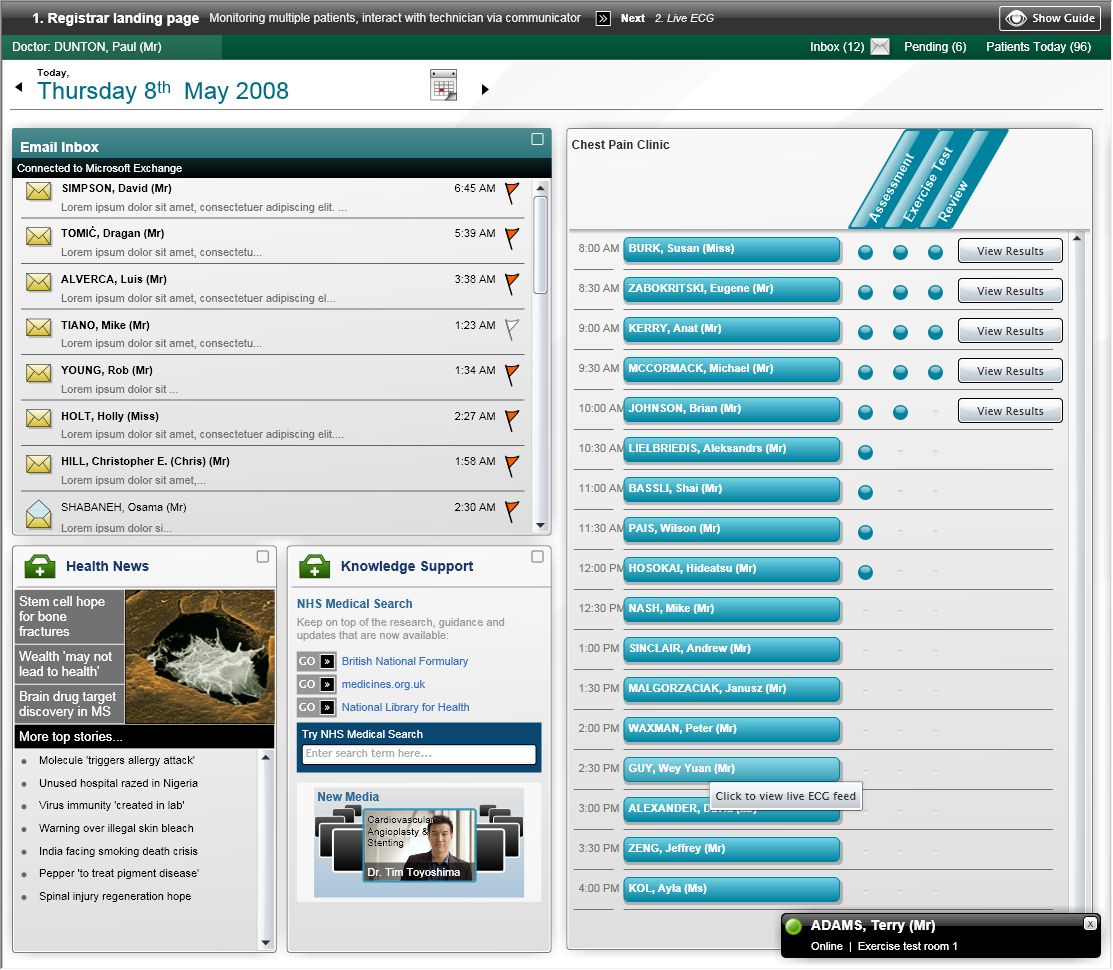 1. Registrar landing page Monitoring multiple patients, interact with technician via communicator » Next 2. Live ECG Show Guide
Doctor: DUNTON, Paul (Mr) Inbox (12) Pending (6) Patients Today (96)
Today,
Thursday 8th May 2008
Email Inbox
Connected to Microsoft Exchange
SIMPSON, David (Mr) 6:45 AM
Lorem ipsum dolor sit amet, consectetuer adipiscing elit. ...
TOMIĆ, Dragan (Mr) 5:39 AM
Lorem ipsum dolor sit amet, consectetu...
ALVERCA, Luis (Mr) 3:38 AM
Lorem ipsum dolor sit amet, consectetuer adipiscing el...
TIANO, Mike (Mr) 1:23 AM
Lorem ipsum dolor sit amet, consectetu...
YOUNG, Rob (Mr) 1:34 AM
Lorem ipsum dolor sit ...
HOLT, Holly (Miss) 2:27 AM
Lorem ipsum dolor sit amet, consectetuer adipiscing elit....
HILL, Christopher E. (Chris) (Mr) 1:58 AM
Lorem ipsum dolor sit amet,...
SHABANEH, Osama (Mr) 2:30 AM
Lorem ipsum dolor si...
Health News
Stem cell hope
for bone
fractures
Wealth 'may not
lead to health'
Brain drug target
discovery in MS
More top stories...
Molecule 'triggers allergy attack'
Unused hospital razed in Nigeria
Virus immunity 'created in lab'
Warning over illegal skin bleach
India facing smoking death crisis
Pepper 'to treat pigment disease'
Spinal injury regeneration hope
Knowledge Support
NHS Medical Search
Keep on top of the research, guidance and
updates that are now available:
GO » British National Formulary
GO » medicines.org.uk
GO » National Library for Health
Try NHS Medical Search
Enter search term here...
New Media
Cardiovascular
Angioplasty &
Stenting
Dr. Tim Toyoshima
Chest Pain Clinic
Assessment
Exercise Test
Review
8:00 AM BURK, Susan (Miss) View Results
8:30 AM ZABOKRITSKI, Eugene (Mr) View Results
9:00 AM KERRY, Anat (Mr) View Results
9:30 AM MCCORMACK, Michael (Mr) View Results
10:00 AM JOHNSON, Brian (Mr) View Results
10:30 AM LIELBRIEDIS, Aleksandrs (Mr)
11:00 AM BASSLI, Shai (Mr)
11:30 AM PAIS, Wilson (Mr)
12:00 PM HOSOKAI, Hideatsu (Mr)
12:30 PM NASH, Mike (Mr)
1:00 PM SINCLAIR, Andrew (Mr)
1:30 PM MALGORZACIAK, Janusz (Mr)
2:00 PM WAXMAN, Peter (Mr)
2:30 PM GUY, Wey Yuan (Mr)
Click to view live ECG feed
3:00 PM ALEXANDER,
3:30 PM ZENG, Jeffrey (Mr)
4:00 PM KOL, Ayla (Ms)
ADAMS, Terry (Mr) X
Online | Exercise test room 1